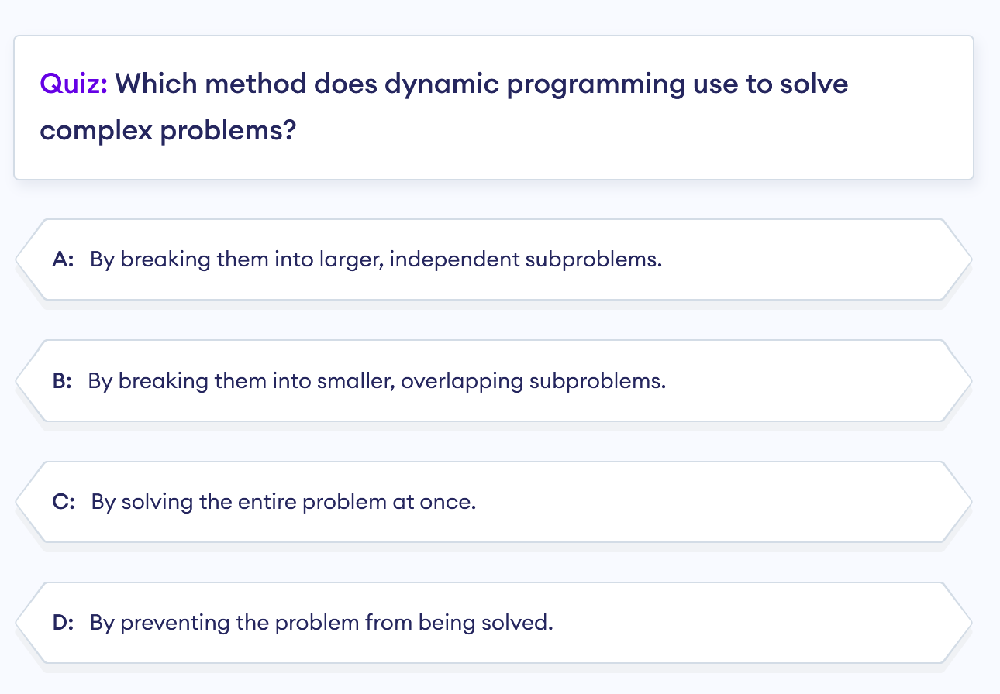 Quiz: Which method does dynamic programming use to solve
complex problems?
A: By breaking them into larger, independent subproblems.
B: By breaking them into smaller, overlapping subproblems.
C: By solving the entire problem at once.
D: By preventing the problem from being solved.